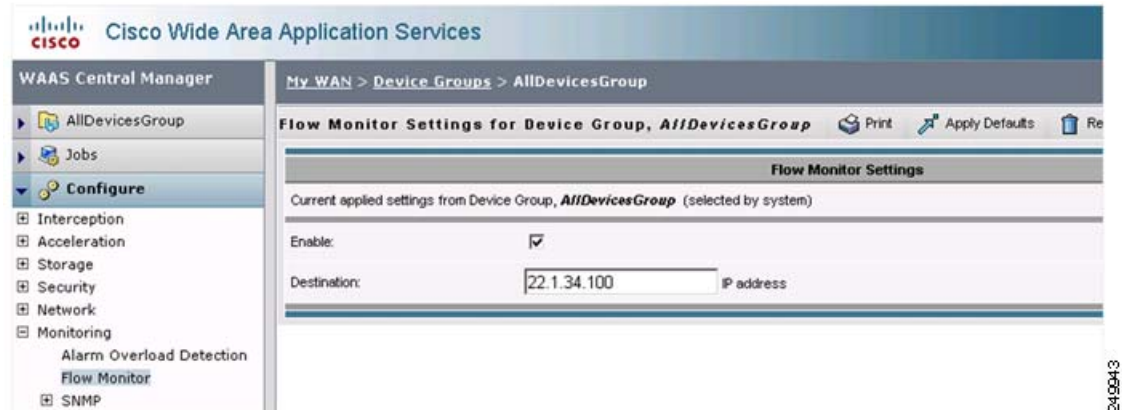 CISCO
Cisco Wide Area Application Services
WAAS Central Manager
My WAN > Device Groups > AllDevicesGroup
AllDevicesGroup
Flow Monitor Settings for Device Group, AllDevicesGroup Print Apply Defaults Re
Jobs
Flow Monitor Settings
Configure
Current applied settings from Device Group, AllDevicesGroup (selected by system)
Interception
Acceleration
Enable:
Storage
Security
Destination: 22.1.34.100 IP address
Network
Monitoring
Alarm Overload Detection
Flow Monitor
SNMP
249943